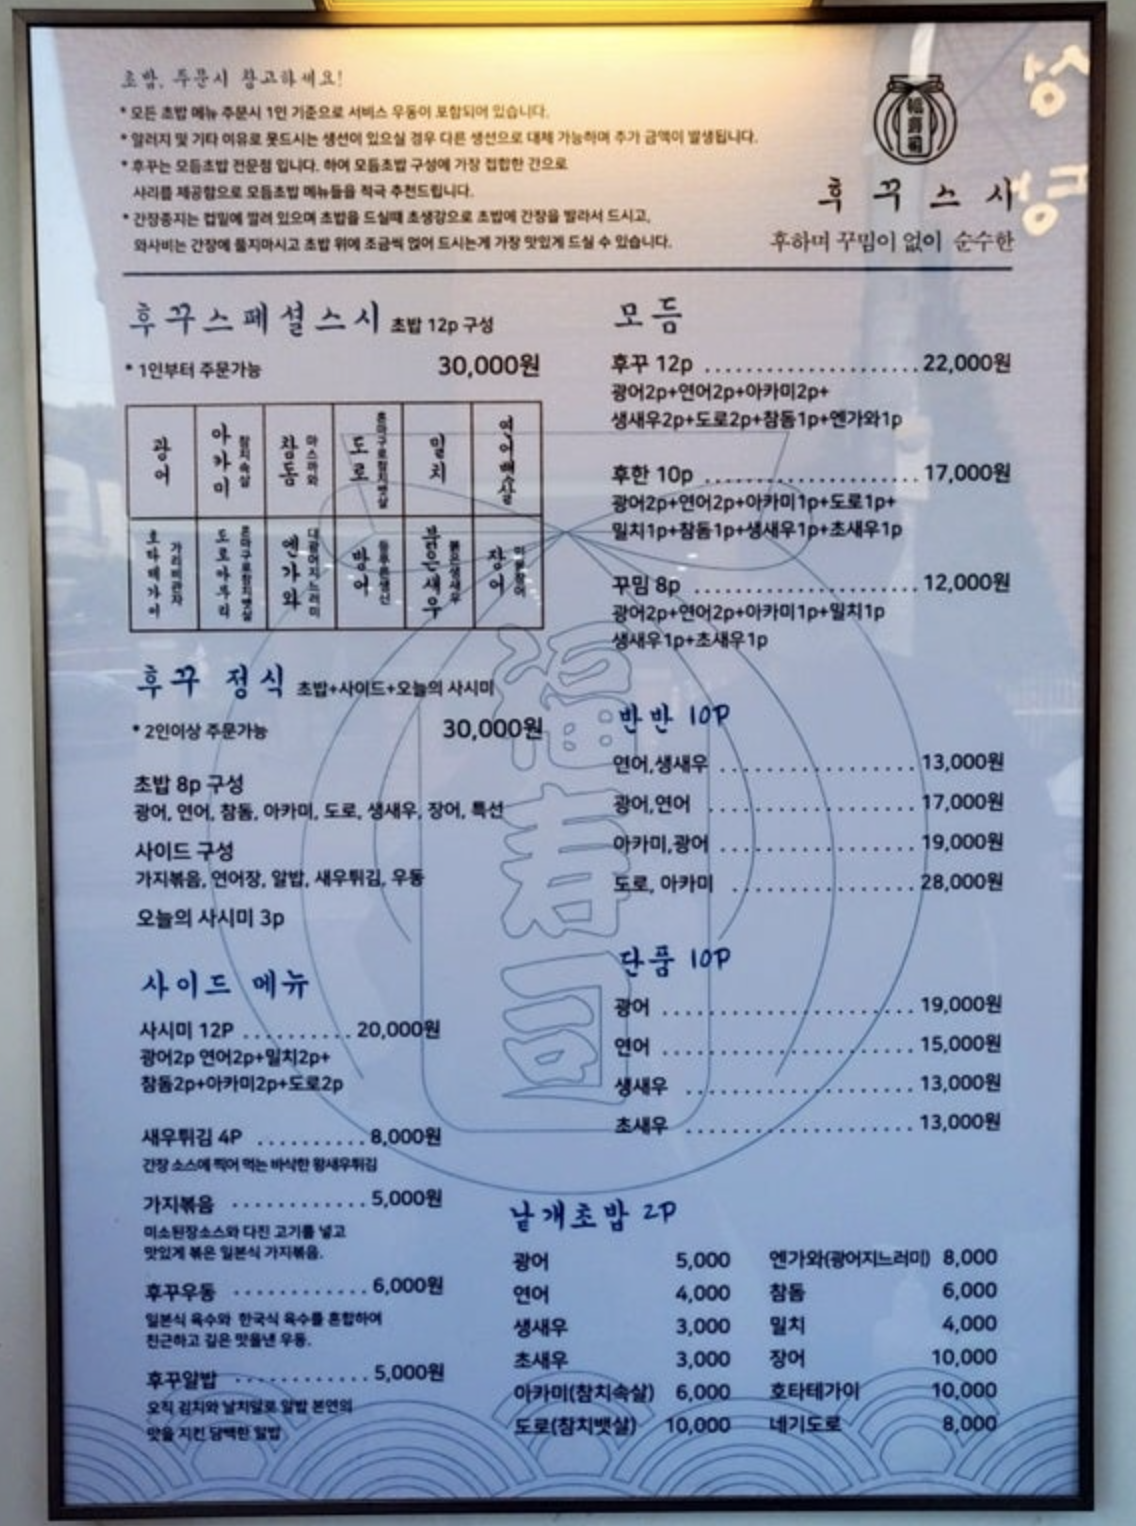 초밥, 주문시 참고하세요!
* 모든 초밥 메뉴 주문시 1인 기준으로 서비스 우동이 포함되어 있습니다.
* 알러지 및 기타 이유로 못드시는 생선이 있으실 경우 다른 생선으로 대체 가능하며 추가 금액이 발생됩니다.
* 후꾸는 모듬초밥 전문점 입니다. 하여 모듬초밥 구성에 가장 접합한 간으로
샤리를 제공함으로 모듬초밥 메뉴들을 적극 추천드립니다.
* 간장종지는 컵밑에 깔려 있으며 초밥을 드실때 초생강으로 초밥에 간장을 발라서 드시고,
와사비는 간장에 풀지마시고 초밥 위에 조금씩 얹어 드시는게 가장 맛있게 드실 수 있습니다.
福壽司
후꾸스시
후하며 꾸밈이 없이 순수한
후꾸스페셜스시 초밥 12p 구성
* 1인부터 주문가능 30,000원
광어
아카미 참치속살
참돔 마스까와
도로 혼마구로참치뱃살
밀치
연어배꼽살
호타테가이 가리비관자
도로아부리 혼마구로참치뱃살
엔가와 대광어지느러미
방어 등푸른생선
붉은새우 붉은생새우
장어
후꾸 정식 초밥+사이드+오늘의 사시미
* 2인이상 주문가능 30,000원
초밥 8p 구성
광어, 연어, 참돔, 아카미, 도로, 생새우, 장어, 특선
사이드 구성
가지볶음, 연어장, 알밥, 새우튀김, 우동
오늘의 사시미 3p
사이드 메뉴
사시미 12P .......... 20,000원
광어2p 연어2p+밀치2p+
참돔2p+아카미2p+도로2p
새우튀김 4P .......... 8,000원
간장 소스에 찍어 먹는 바삭한 왕새우튀김
가지볶음 ............ 5,000원
미소된장소스와 다진 고기를 넣고
맛있게 볶은 일본식 가지볶음.
후꾸우동 ............ 6,000원
일본식 육수와 한국식 육수를 혼합하여
친근하고 깊은 맛을낸 우동.
후꾸알밥 ............ 5,000원
오직 김치와 날치알로 알밥 본연의
맛을 지킨 담백한 알밥
모듬
후꾸 12p ................... 22,000원
광어2p+연어2p+아카미2p+
생새우2p+도로2p+참돔1p+엔가와1p
후한 10p ................... 17,000원
광어2p+연어2p+아카미1p+도로1p+
밀치1p+참돔1p+생새우1p+초새우1p
꾸밈 8p .................... 12,000원
광어2p+연어2p+아카미1p+밀치1p
생새우1p+초새우1p
반반 10P
연어,생새우 .................. 13,000원
광어,연어 ................... 17,000원
아카미,광어 .................. 19,000원
도로, 아카미 ................. 28,000원
단품 10P
광어 ....................... 19,000원
연어 ....................... 15,000원
생새우 ..................... 13,000원
초새우 ..................... 13,000원
낱개초밥 2P
광어 5,000 엔가와(광어지느러미) 8,000
연어 4,000 참돔 6,000
생새우 3,000 밀치 4,000
초새우 3,000 장어 10,000
아카미(참치속살) 6,000 호타테가이 10,000
도로(참치뱃살) 10,000 네기도로 8,000
福壽司